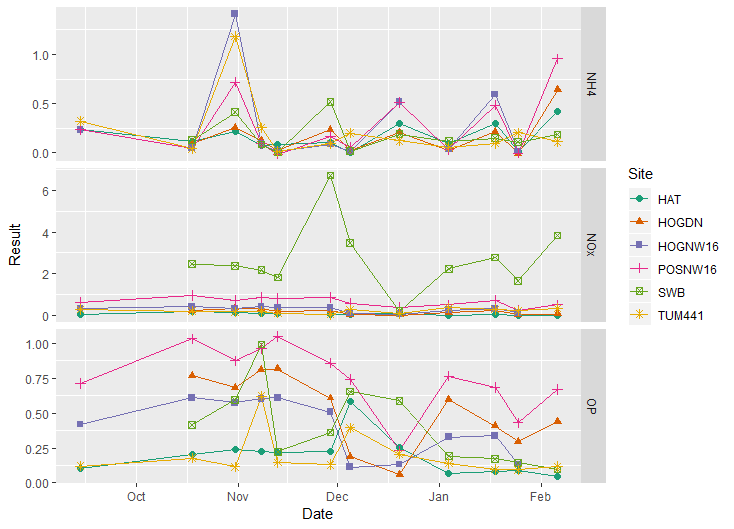 1.0
0.5
0.0
NH4
6
4
2
0
NOx
1.00
0.75
0.50
0.25
0.00
OP
Result
Oct
Nov
Dec
Jan
Feb
Date
Site
HAT
HOGDN
HOGNW16
POSNW16
SWB
TUM441